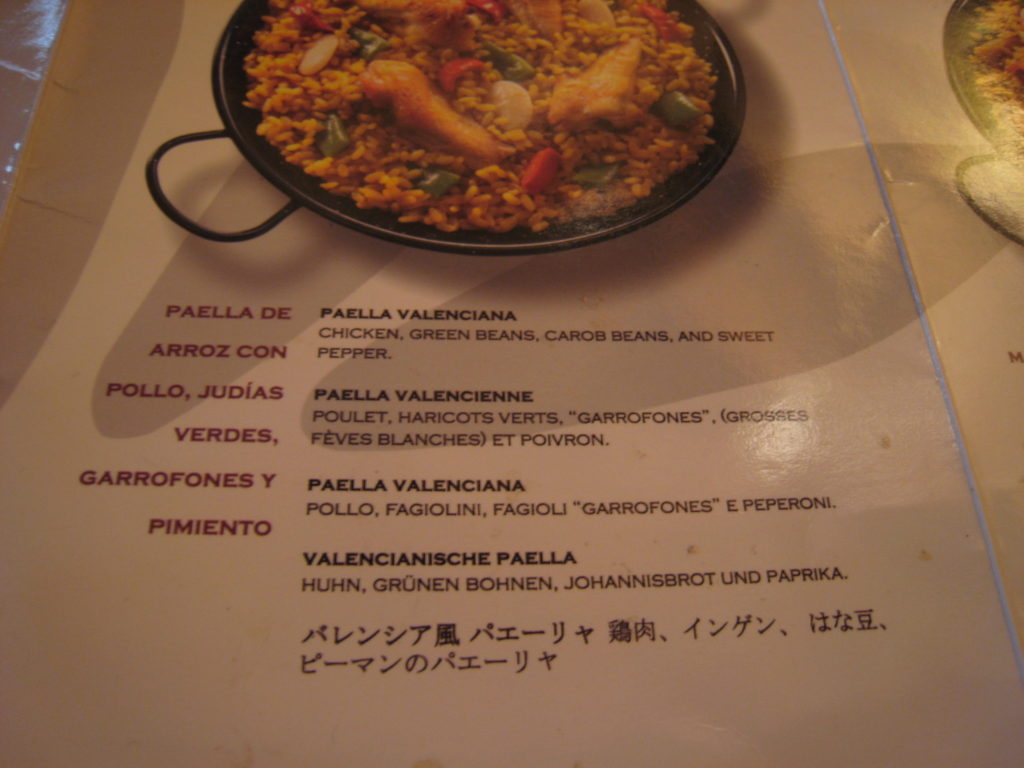 PAELLA DE
ARROZ CON
POLLO, JUDÍAS
VERDES,
GARROFONES Y
PIMIENTO
PAELLA VALENCIANA
CHICKEN, GREEN BEANS, CAROB BEANS, AND SWEET
PEPPER.
PAELLA VALENCIENNE
POULET, HARICOTS VERTS, "GARROFONES", (GROSSES
FÈVES BLANCHES) ET POIVRON.
PAELLA VALENCIANA
POLLO, FAGIOLINI, FAGIOLI "GARROFONES" E PEPERONI.
VALENCIANISCHE PAELLA
HUHN, GRÜNEN BOHNEN, JOHANNISBROT UND PAPRIKA.
バレンシア風 パエーリャ 鶏肉、インゲン、 はな豆、
ピーマンのパエーリャ